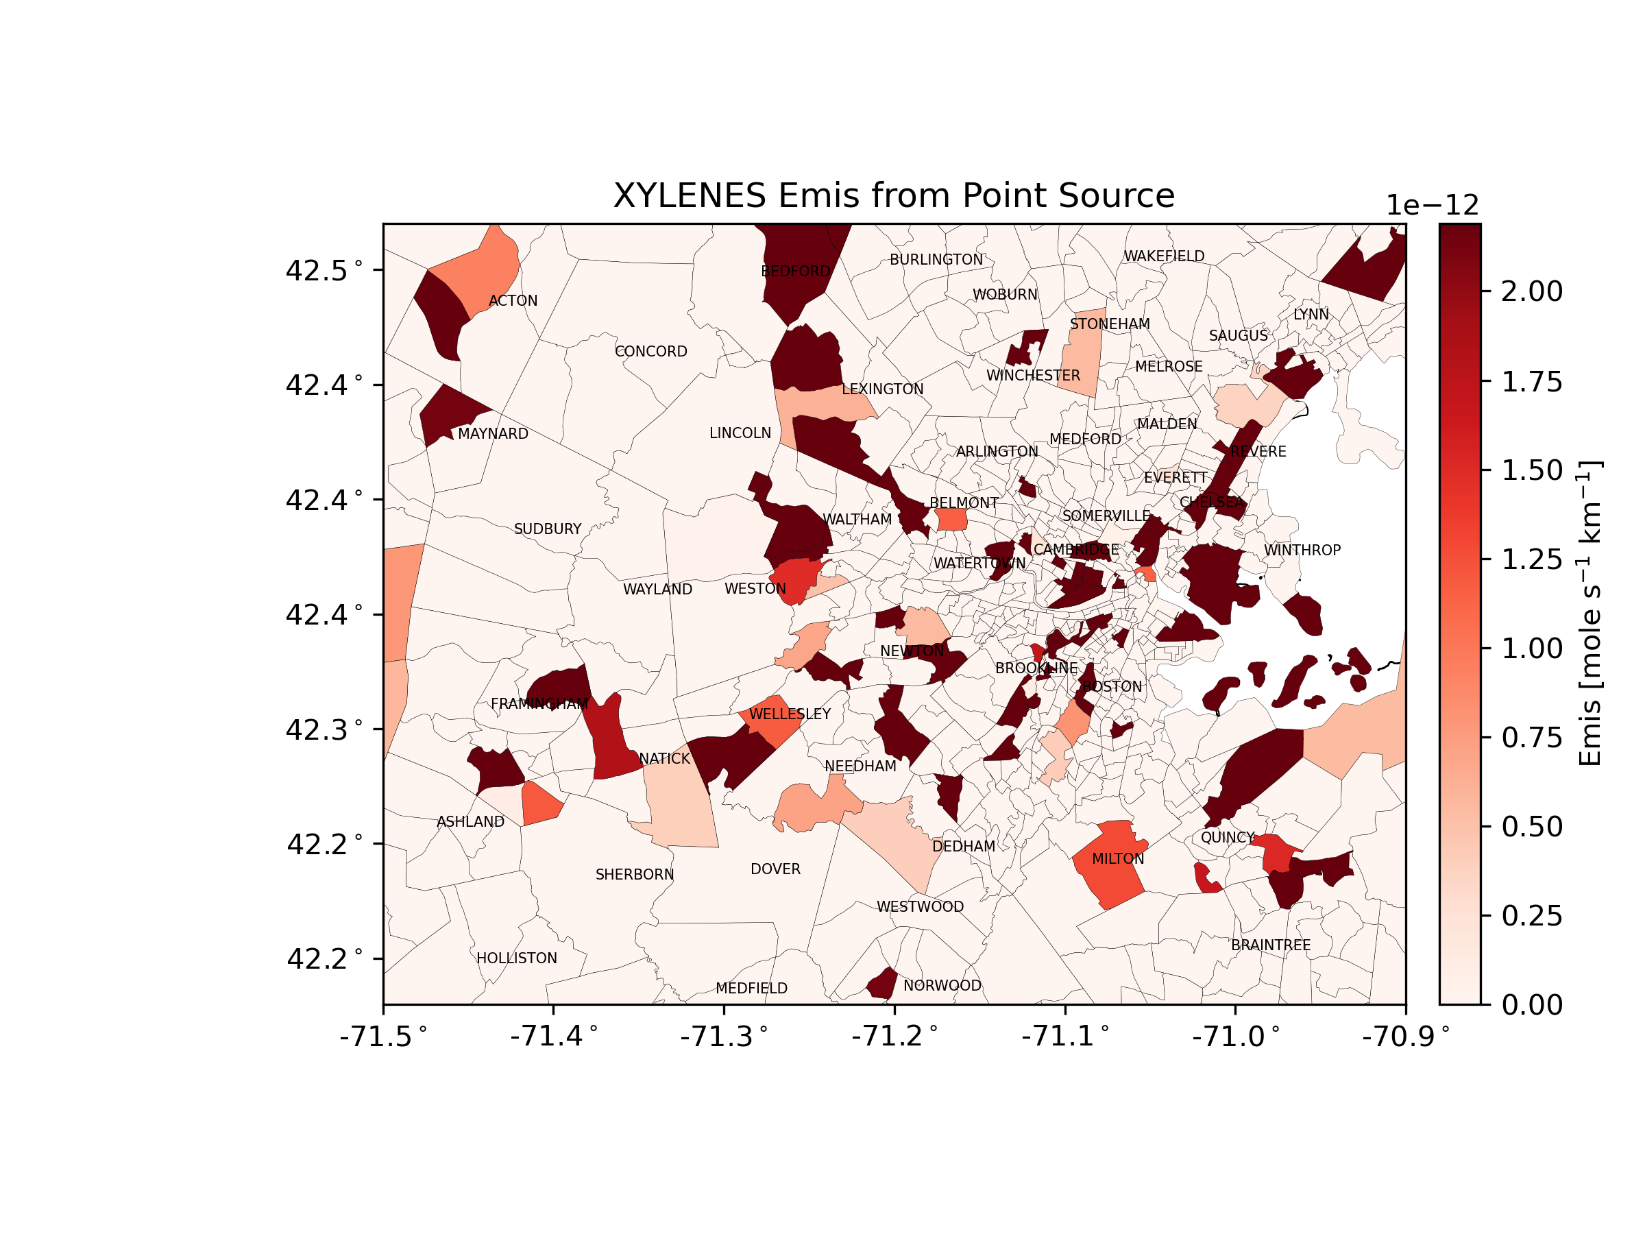 XYLENES Emis from Point Source
1e−12
42.5°
42.4°
42.4°
42.4°
42.3°
42.2°
42.2°
-71.5°
-71.4°
-71.3°
-71.2°
-71.1°
-71.0°
-70.9°
BEDFORD
BURLINGTON
WAKEFIELD
WOBURN
ACTON
LYNN
STONEHAM
SAUGUS
CONCORD
MELROSE
WINCHESTER
LEXINGTON
MALDEN
LINCOLN
MAYNARD
MEDFORD
ARLINGTON
REVERE
EVERETT
BELMONT
CHELSEA
SOMERVILLE
WALTHAM
SUDBURY
CAMBRIDGE
WINTHROP
WATERTOWN
WAYLAND
WESTON
NEWTON
BROOKLINE
BOSTON
FRAMINGHAM
WELLESLEY
NATICK
NEEDHAM
ASHLAND
QUINCY
DEDHAM
MILTON
DOVER
SHERBORN
WESTWOOD
BRAINTREE
HOLLISTON
NORWOOD
MEDFIELD
2.00
1.75
1.50
1.25
1.00
0.75
0.50
0.25
0.00
Emis [mole s⁻¹ km⁻¹]